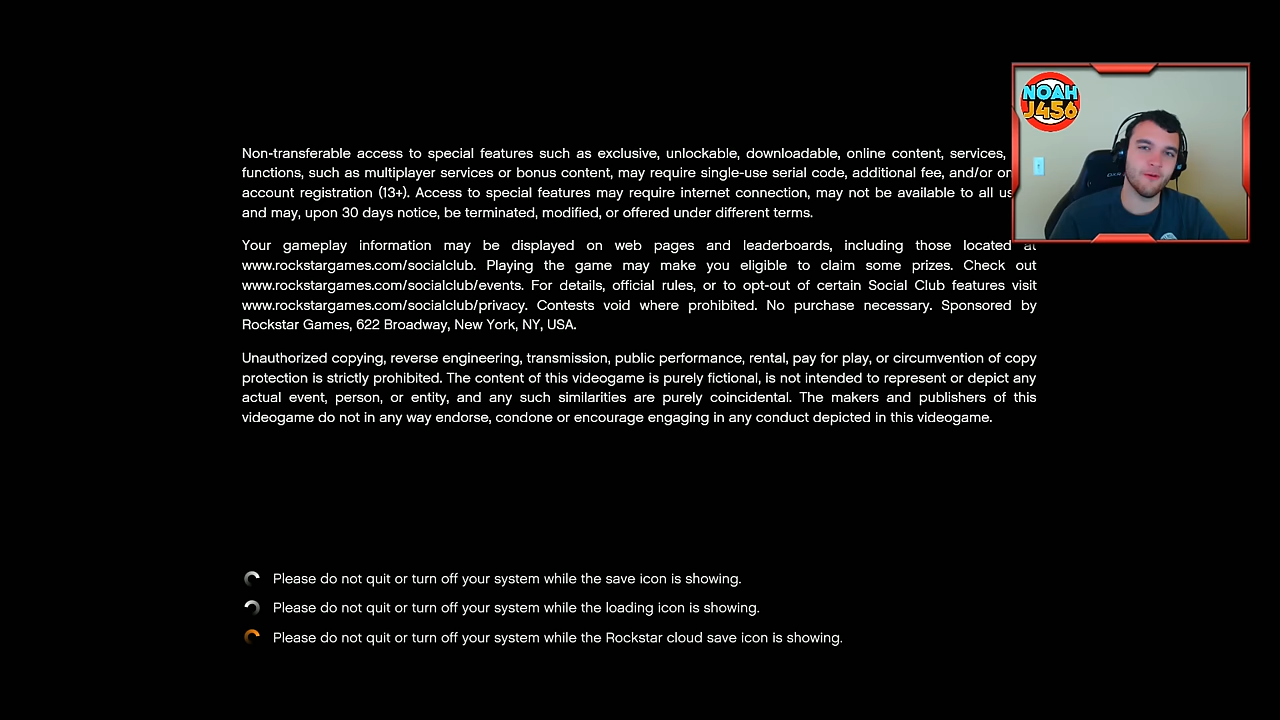 NOAH
J456
Non-transferable access to special features such as exclusive, unlockable, downloadable, online content, services,
functions, such as multiplayer services or bonus content, may require single-use serial code, additional fee, and/or
account registration (13+). Access to special features may require internet connection, may not be available to all
and may, upon 30 days notice, be terminated, modified, or offered under different terms.
Your gameplay information may be displayed on web pages and leaderboards, including those located at
www.rockstargames.com/socialclub. Playing the game may make you eligible to claim some prizes. Check out
www.rockstargames.com/socialclub/events. For details, official rules, or to opt-out of certain Social Club features visit
www.rockstargames.com/socialclub/privacy. Contests void where prohibited. No purchase necessary. Sponsored by
Rockstar Games, 622 Broadway, New York, NY, USA.
Unauthorized copying, reverse engineering, transmission, public performance, rental, pay for play, or circumvention of copy
protection is strictly prohibited. The content of this videogame is purely fictional, is not intended to represent or depict any
actual event, person, or entity, and any such similarities are purely coincidental. The makers and publishers of this
videogame do not in any way endorse, condone or encourage engaging in any conduct depicted in this videogame.
Please do not quit or turn off your system while the save icon is showing.
Please do not quit or turn off your system while the loading icon is showing.
Please do not quit or turn off your system while the Rockstar cloud save icon is showing.